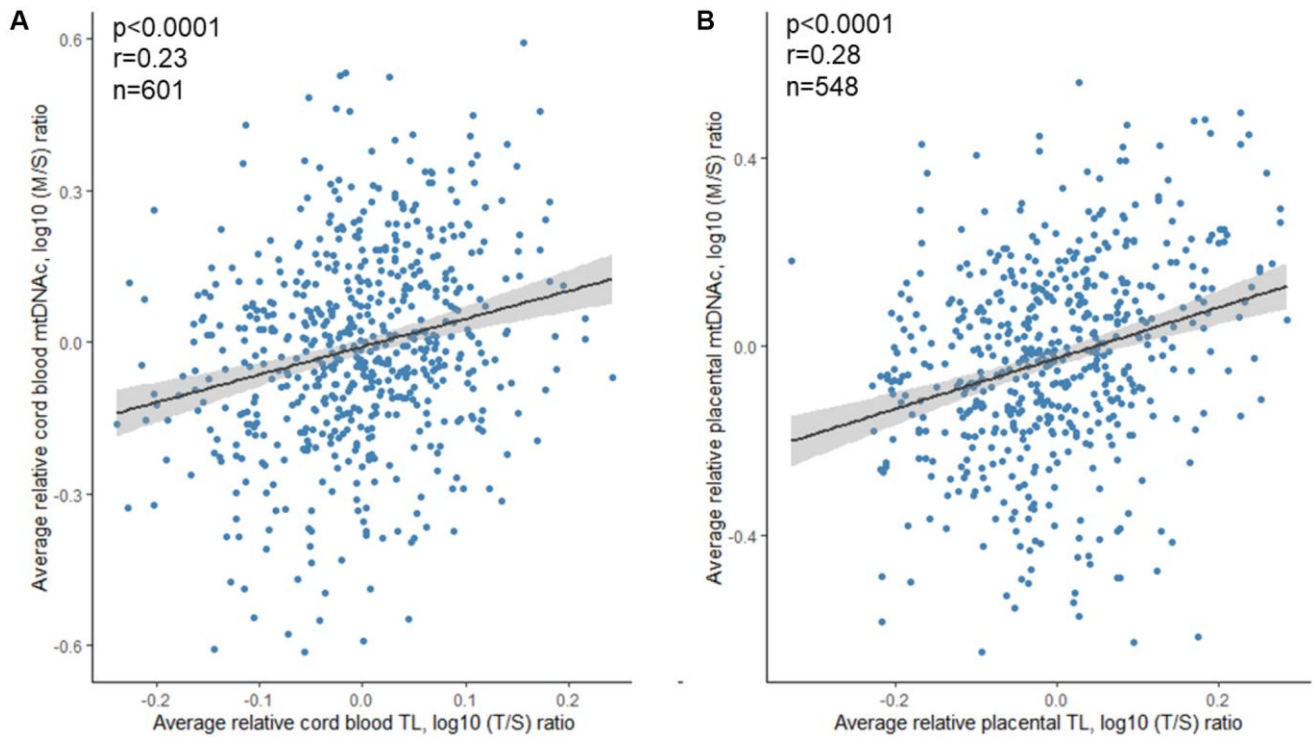 A
p<0.0001
r=0.23
n=601
0.6
0.3
0.0
-0.3
-0.6
-0.2 -0.1 0.0 0.1 0.2
Average relative cord blood TL, log10 (T/S) ratio
Average relative cord blood mtDNAc, log10 (M/S) ratio
B
p<0.0001
r=0.28
n=548
0.4
0.0
-0.4
-0.2 0.0 0.2
Average relative placental TL, log10 (T/S) ratio
Average relative placental mtDNAc, log10 (M/S) ratio